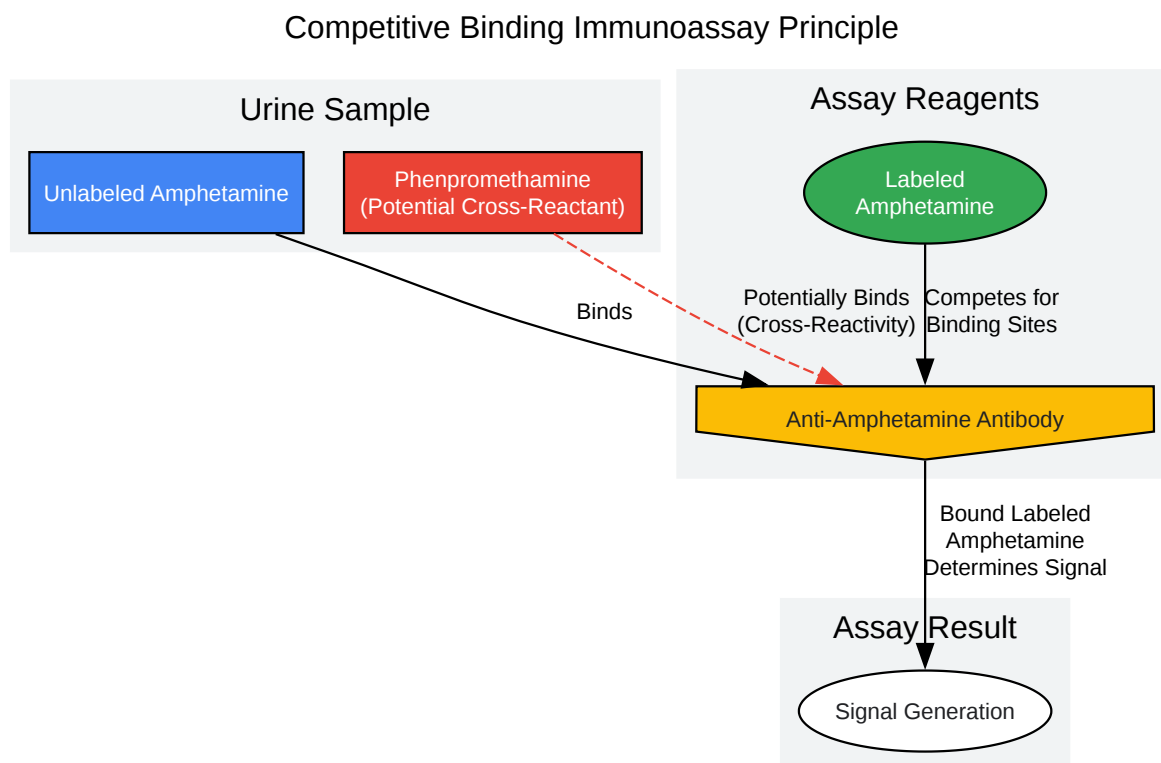 Competitive Binding Immunoassay Principle
Urine Sample
Unlabeled Amphetamine
Phenpromethamine
(Potential Cross-Reactant)
Assay Reagents
Labeled
Amphetamine
Binds
Potentially Binds
(Cross-Reactivity)
Competes for
Binding Sites
Anti-Amphetamine Antibody
Bound Labeled
Amphetamine
Determines Signal
Assay Result
Signal Generation